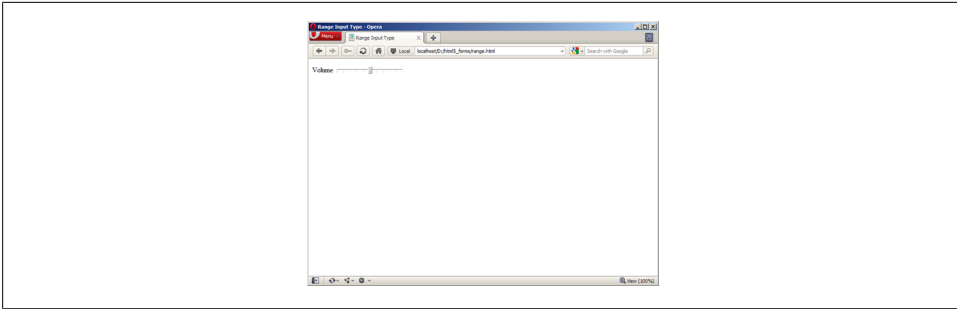 Range Input Type - Opera
Menu
Range Input Type
Local
localhost/D:/html5_forms/range.html
Search with Google
Volume
View (100%)